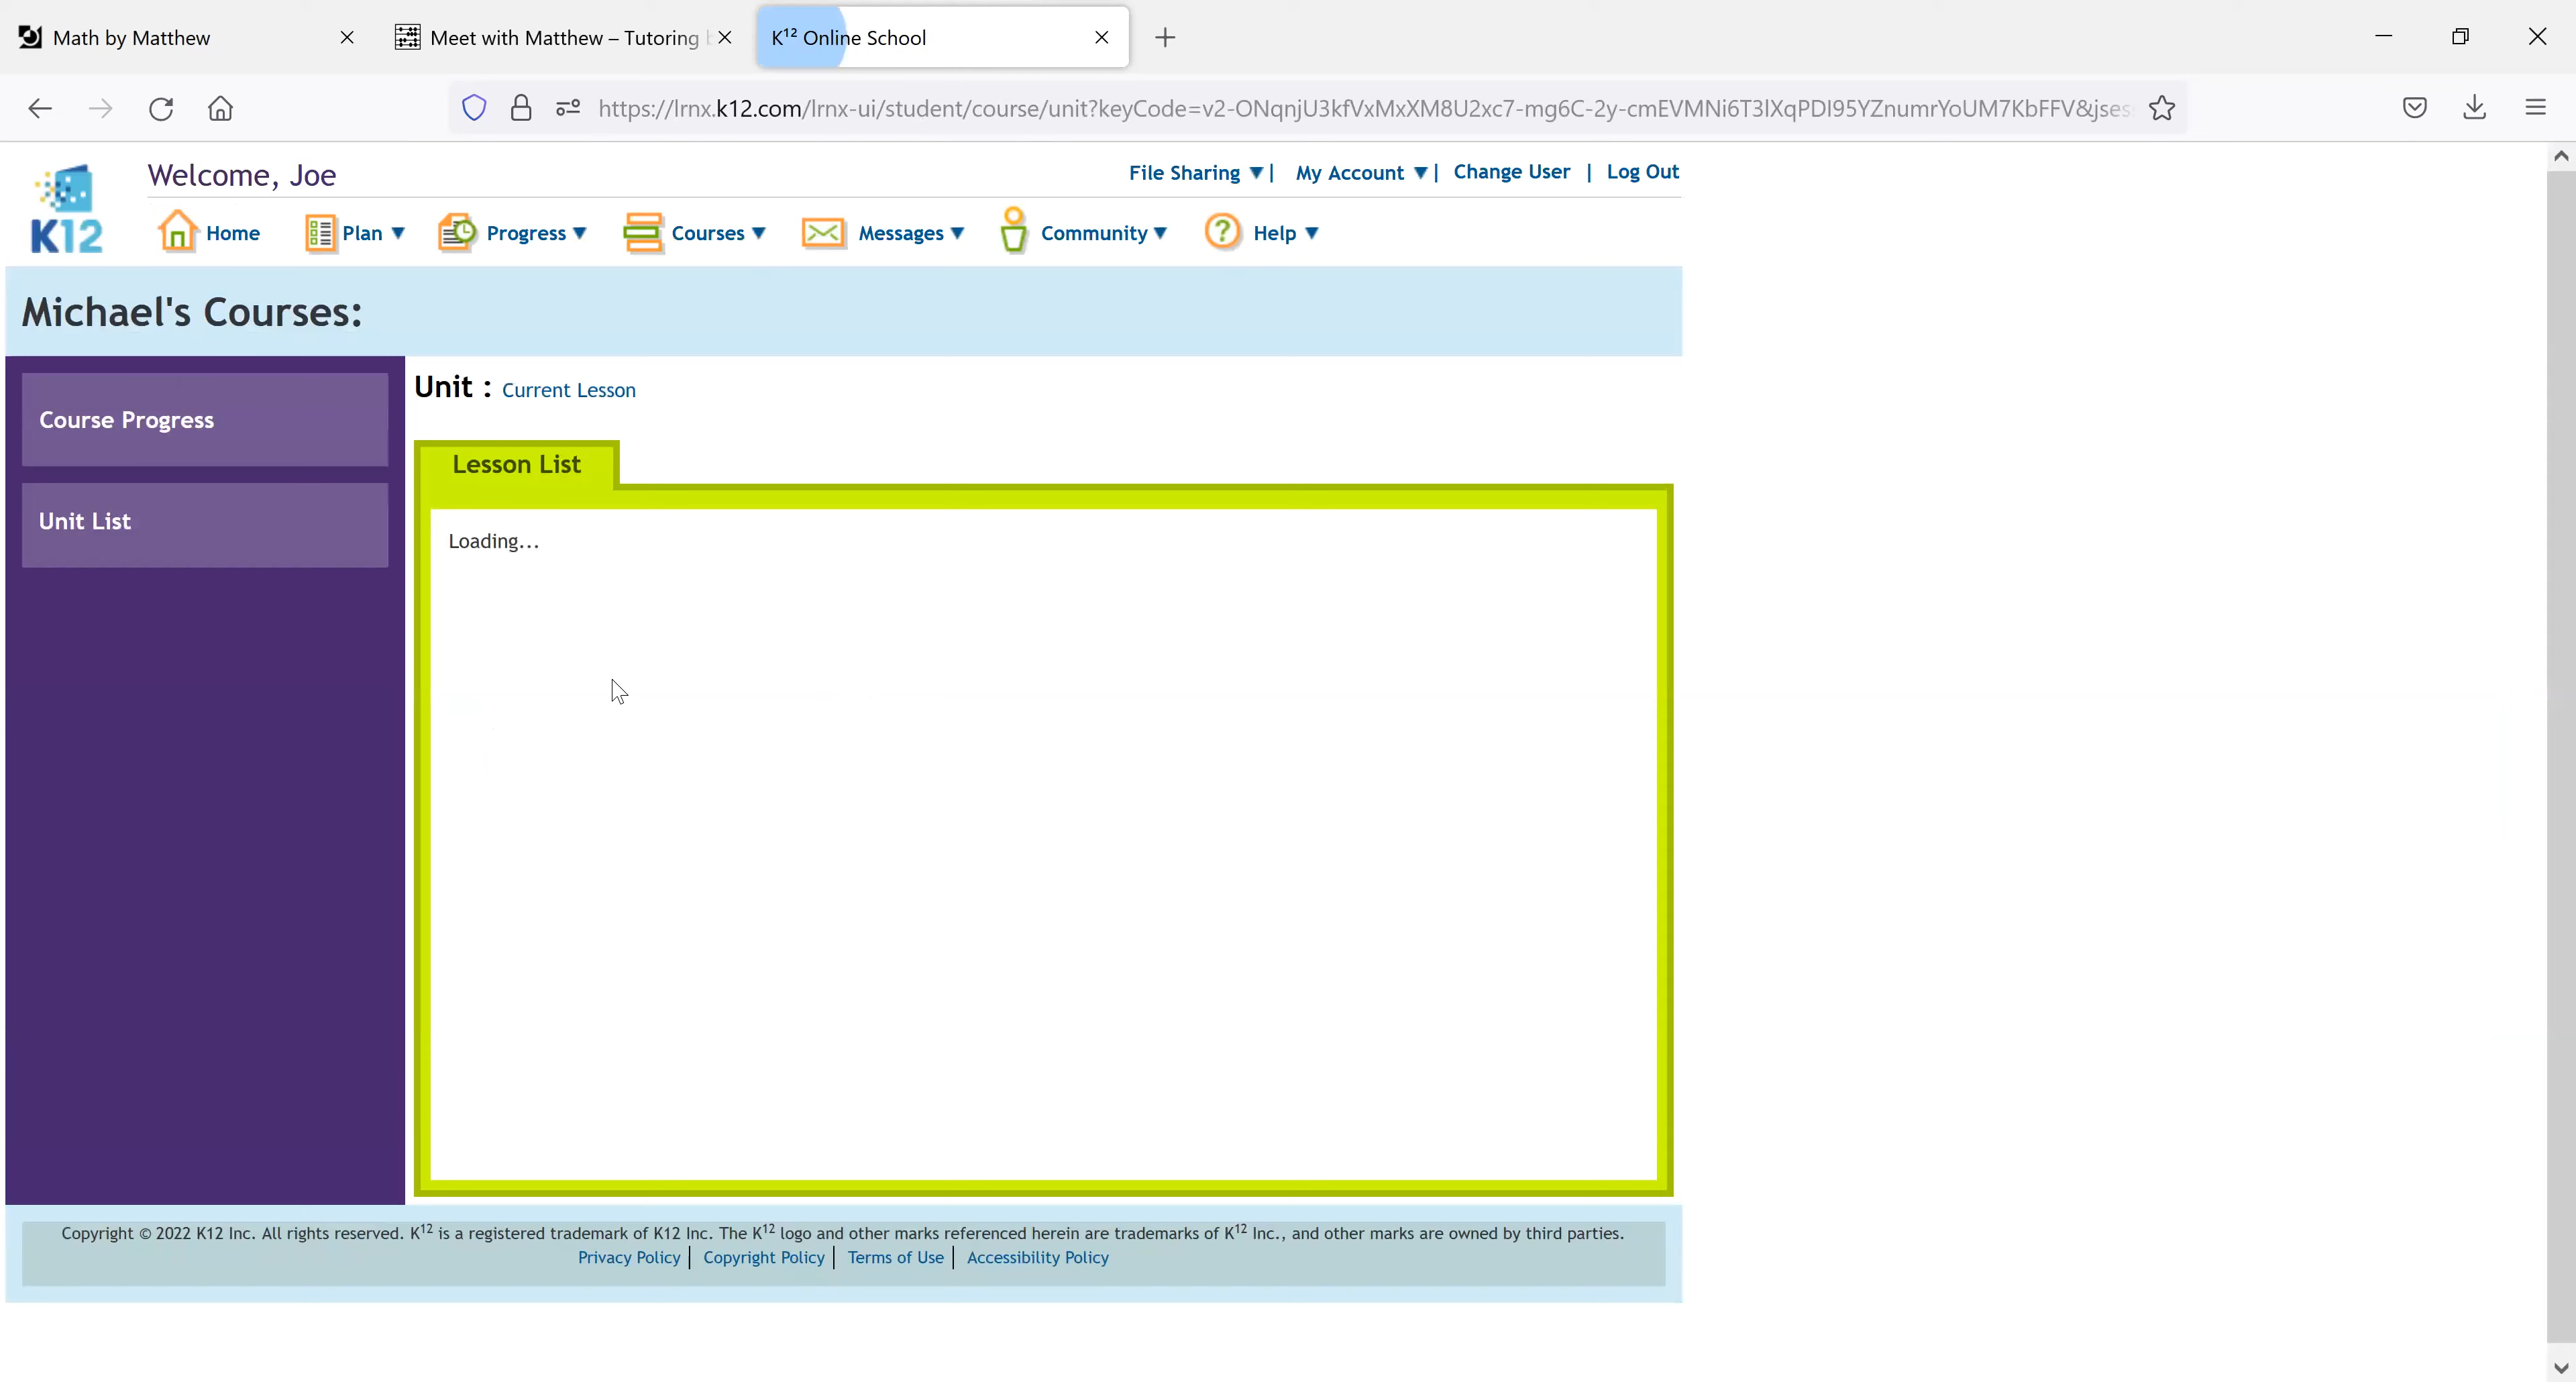 Math by Matthew
Meet with Matthew – Tutoring
K¹² Online School
https://lrnx.k12.com/lrnx-ui/student/course/unit?keyCode=v2-ONqnjU3kfVxMxXM8U2xc7-mg6C-2y-cmEVMNi6T3lXqPDl95YZnumrYoUM7KbFFV&jses
Welcome, Joe
File Sharing ▼ | My Account ▼ | Change User | Log Out
K12
Home Plan ▼ Progress ▼ Courses ▼ Messages ▼ Community ▼ Help ▼
Michael's Courses:
Course Progress
Unit List
Unit : Current Lesson
Lesson List
Loading...
Copyright © 2022 K12 Inc. All rights reserved. K¹² is a registered trademark of K12 Inc. The K¹² logo and other marks referenced herein are trademarks of K¹² Inc., and other marks are owned by third parties.
Privacy Policy | Copyright Policy | Terms of Use | Accessibility Policy